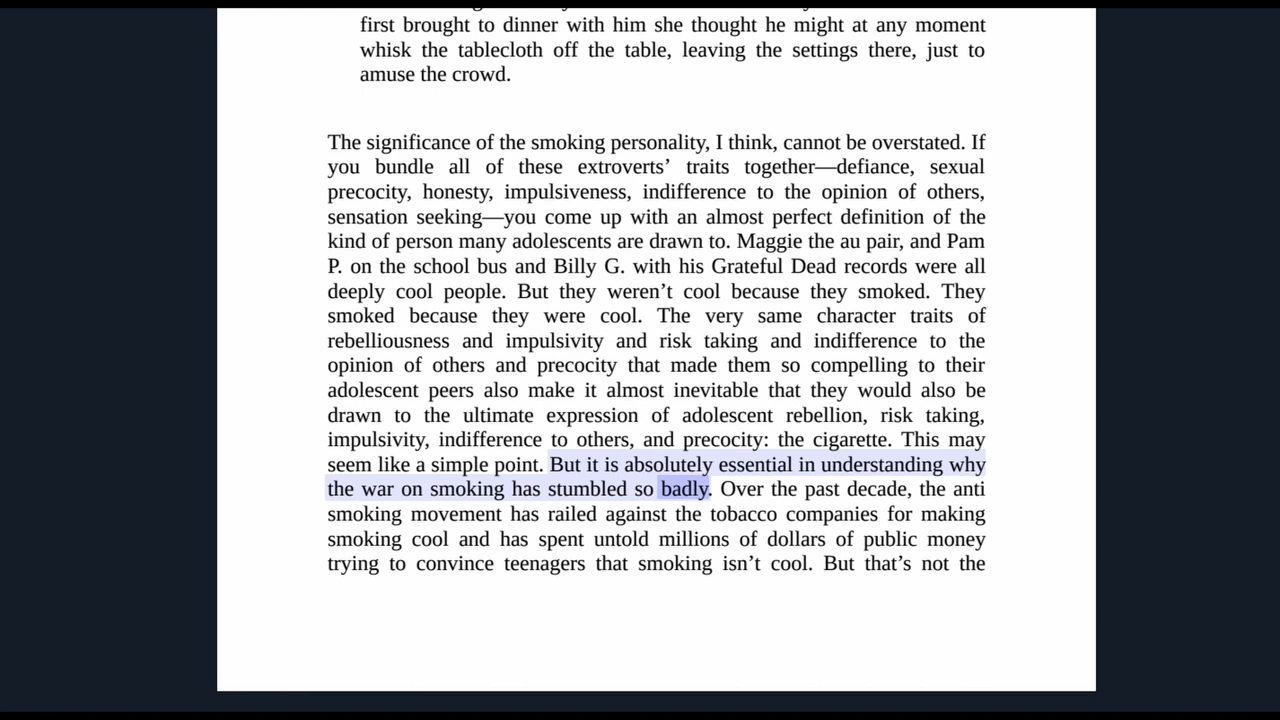 first brought to dinner with him she thought he might at any moment
whisk the tablecloth off the table, leaving the settings there, just to
amuse the crowd.
The significance of the smoking personality, I think, cannot be overstated. If
you bundle all of these extroverts’ traits together—defiance, sexual
precocity, honesty, impulsiveness, indifference to the opinion of others,
sensation seeking—you come up with an almost perfect definition of the
kind of person many adolescents are drawn to. Maggie the au pair, and Pam
P. on the school bus and Billy G. with his Grateful Dead records were all
deeply cool people. But they weren’t cool because they smoked. They
smoked because they were cool. The very same character traits of
rebelliousness and impulsivity and risk taking and indifference to the
opinion of others and precocity that made them so compelling to their
adolescent peers also make it almost inevitable that they would also be
drawn to the ultimate expression of adolescent rebellion, risk taking,
impulsivity, indifference to others, and precocity: the cigarette. This may
seem like a simple point. But it is absolutely essential in understanding why
the war on smoking has stumbled so badly. Over the past decade, the anti
smoking movement has railed against the tobacco companies for making
smoking cool and has spent untold millions of dollars of public money
trying to convince teenagers that smoking isn’t cool. But that’s not the